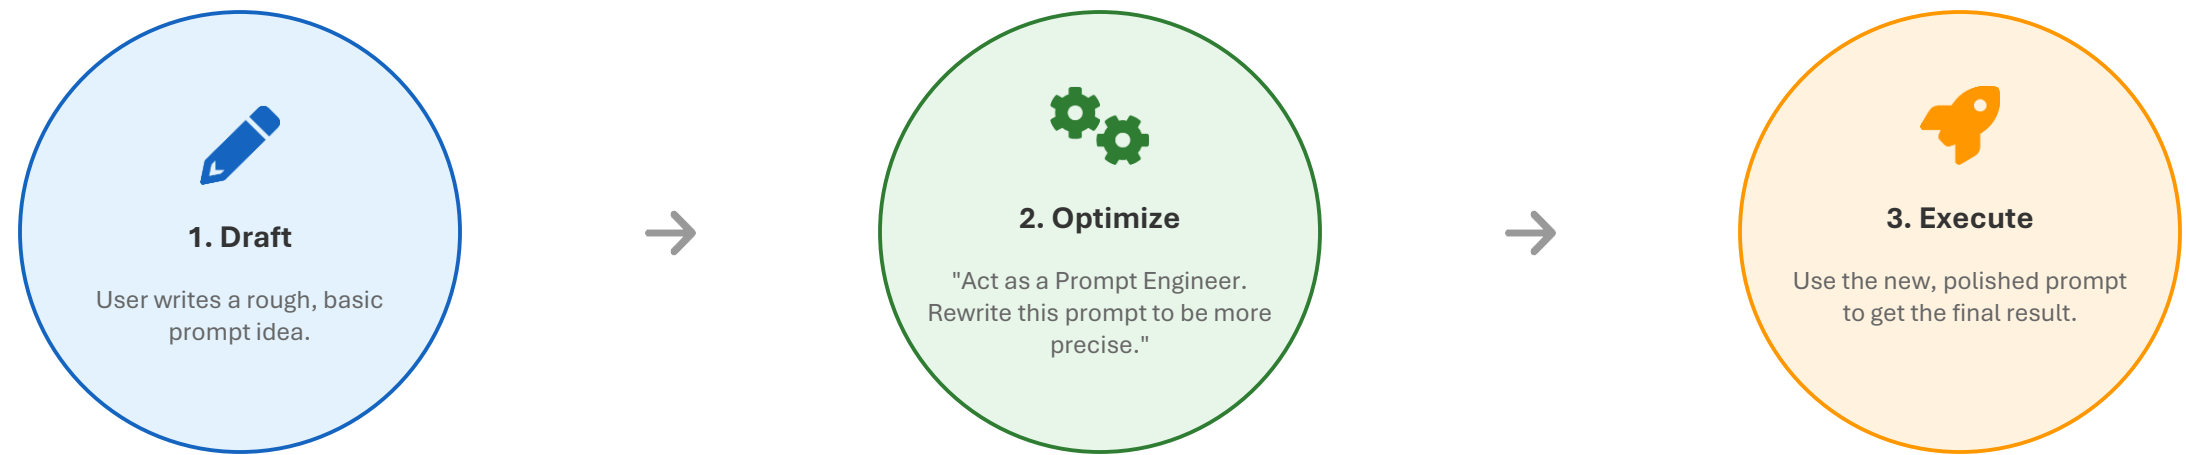 1. Draft
User writes a rough, basic
prompt idea.
2. Optimize
"Act as a Prompt Engineer.
Rewrite this prompt to be more
precise."
3. Execute
Use the new, polished prompt
to get the final result.